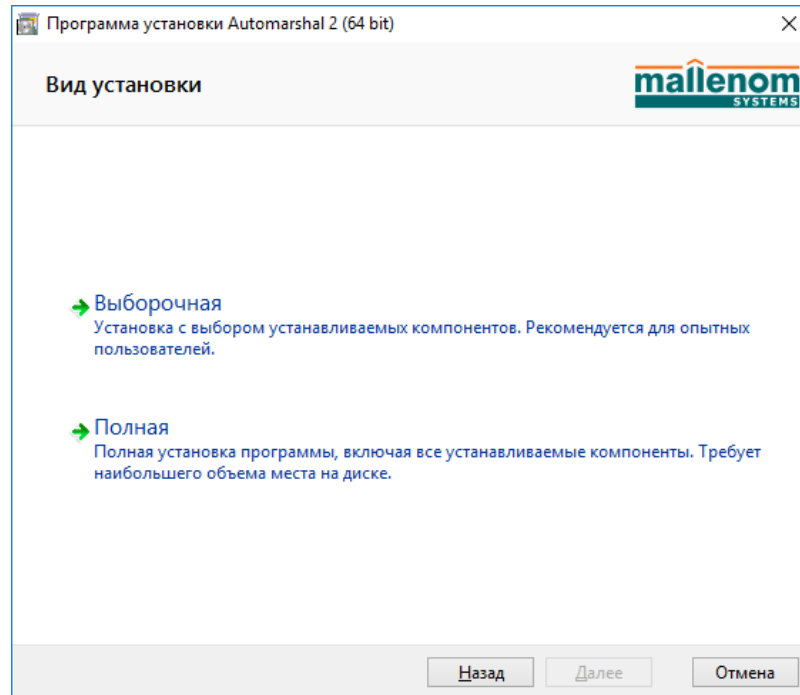 Программа установки Automarshal 2 (64 bit)
Вид установки
mallenom
SYSTEMS
Выборочная
Установка с выбором устанавливаемых компонентов. Рекомендуется для опытных
пользователей.
Полная
Полная установка программы, включая все устанавливаемые компоненты. Требует
наибольшего объема места на диске.
Назад
Далее
Отмена